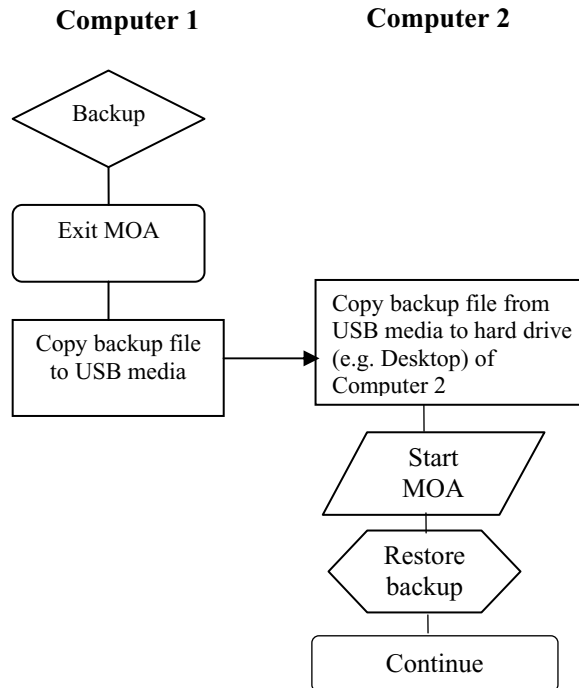 Computer 1
Computer 2
Backup
Exit MOA
Copy backup file
to USB media
Copy backup file from
USB media to hard drive
(e.g. Desktop) of
Computer 2
Start
MOA
Restore
backup
Continue